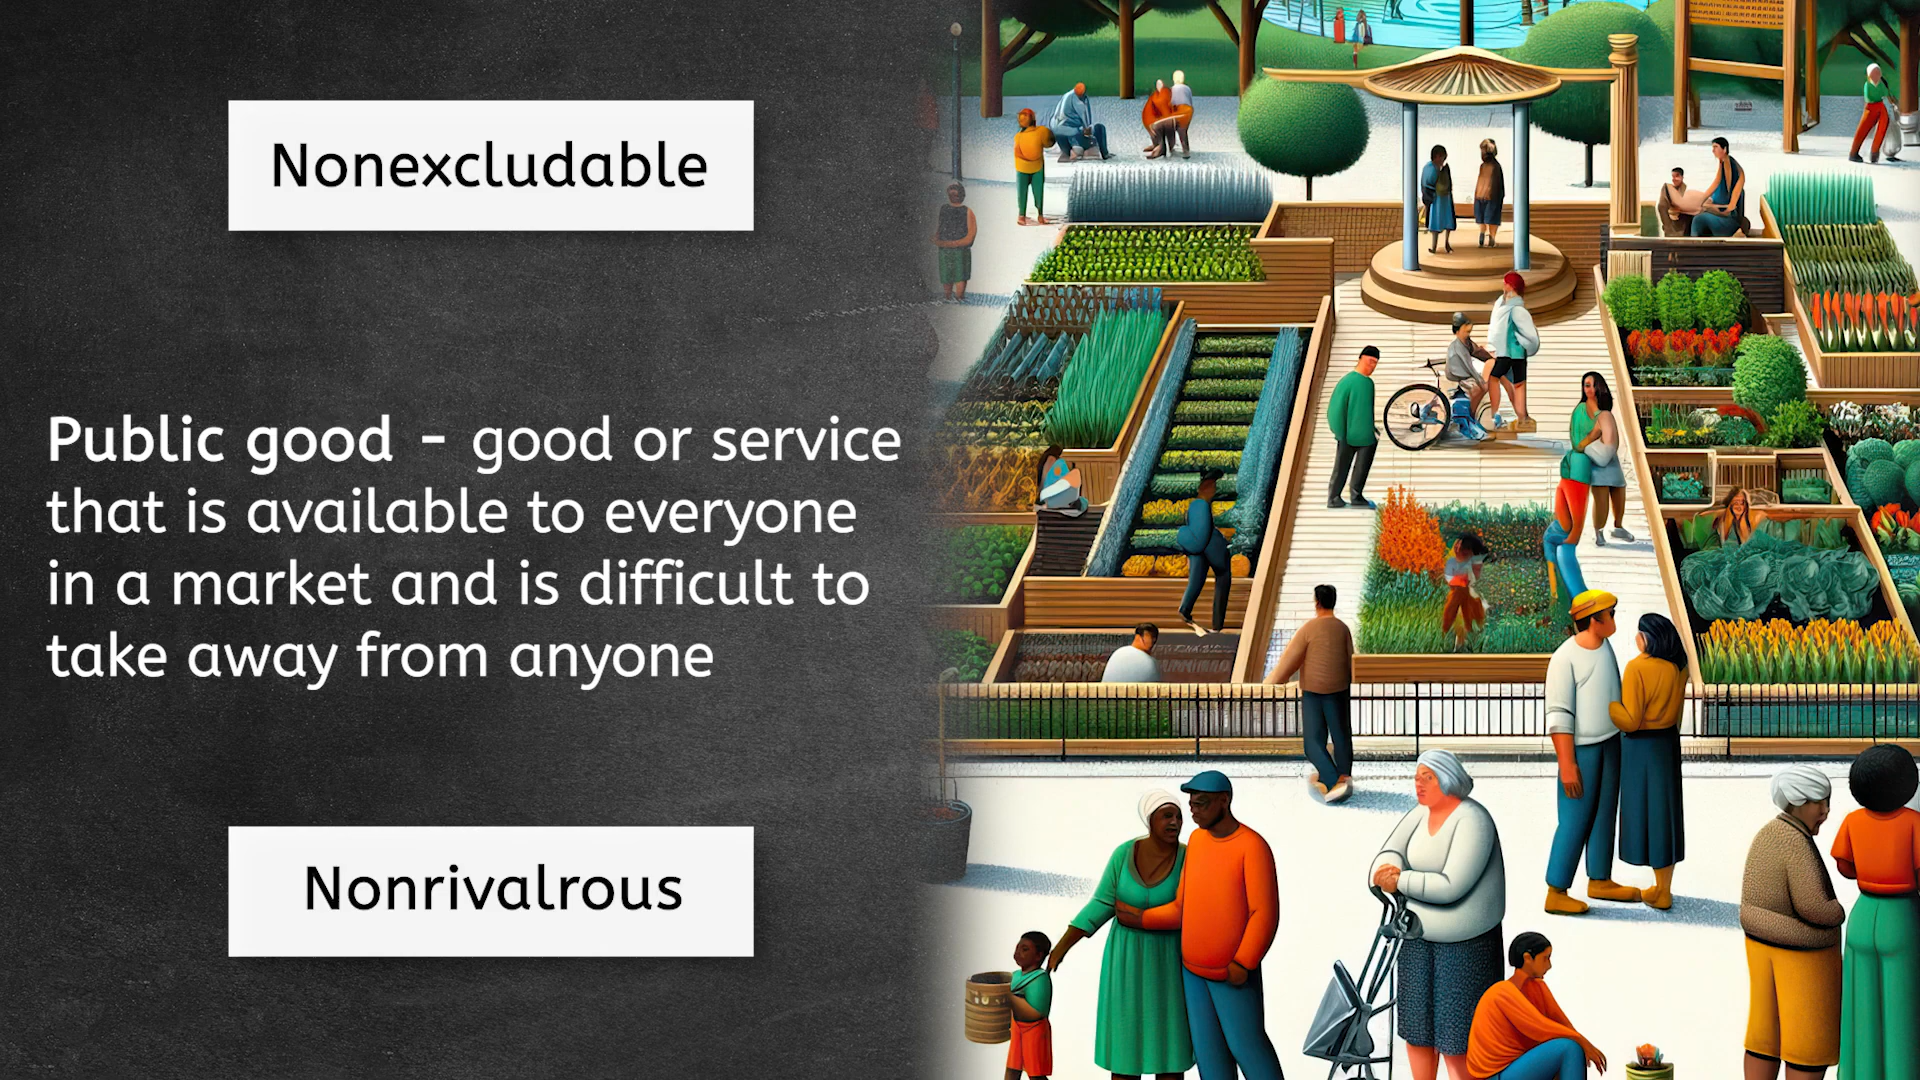 Nonexcludable
Public good - good or service
that is available to everyone
in a market and is difficult to
take away from anyone
Nonrivalrous